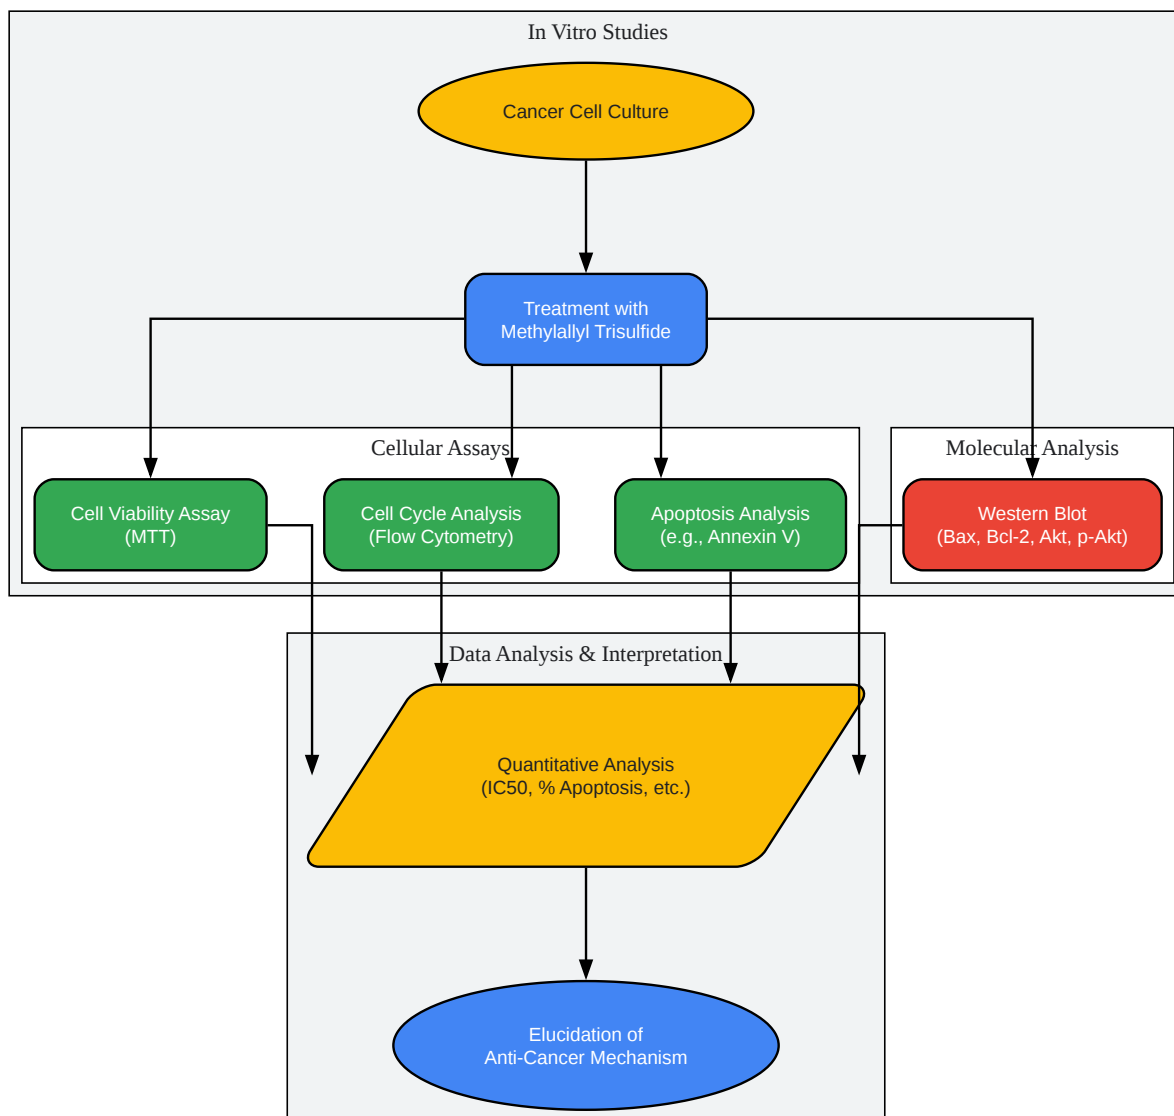 In Vitro Studies
Cancer Cell Culture
Treatment with
Methylallyl Trisulfide
Cellular Assays
Molecular Analysis
Cell Viability Assay
(MTT)
Cell Cycle Analysis
(Flow Cytometry)
Apoptosis Analysis
(e.g., Annexin V)
Western Blot
(Bax, Bcl-2, Akt, p-Akt)
Data Analysis & Interpretation
Quantitative Analysis
(IC50, % Apoptosis, etc.)
Elucidation of
Anti-Cancer Mechanism